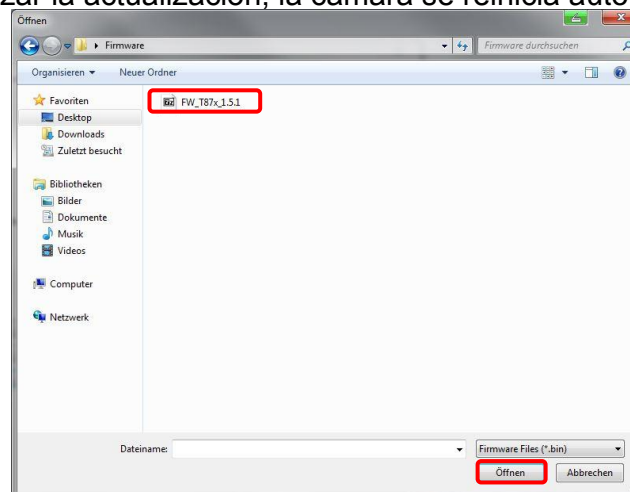 zar la actualización, la cámara se reinicia auto
Öffnen
Firmware
Firmware durchsuchen
Organisieren
Neuer Ordner
Favoriten
FW_T87x_1.5.1
Desktop
Downloads
Zuletzt besucht
Bibliotheken
Bilder
Dokumente
Musik
Videos
Computer
Netzwerk
Dateiname:
Firmware Files (*.bin)
Öffnen
Abbrechen